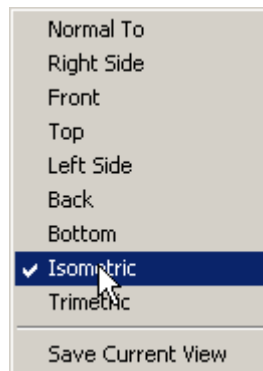 Normal To
Right Side
Front
Top
Left Side
Back
Bottom
Isometric
Trimetric
Save Current View